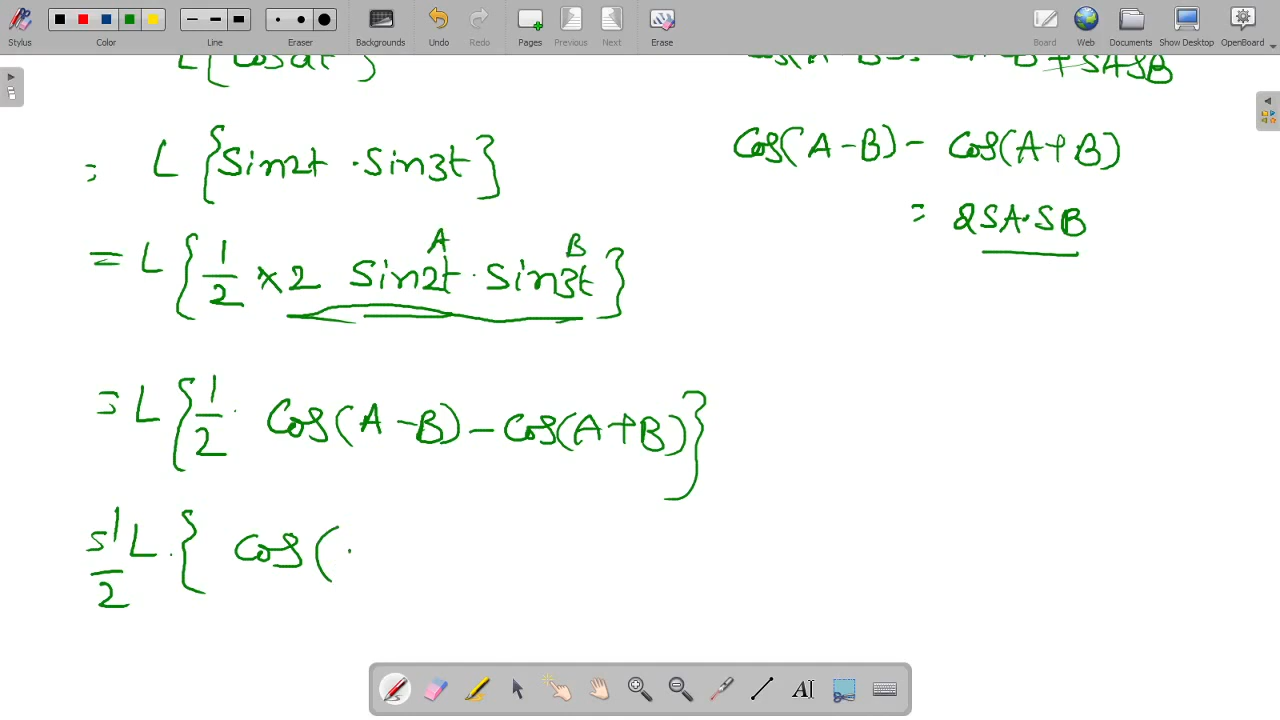 Stylus Color Line Eraser Backgrounds Undo Redo Pages Previous Next Erase Board Web Documents Show Desktop OpenBoard
= L {Sin2t · Sin3t}
Cos(A-B) - Cos(A+B)
= 2SA·SB
A B
= L {1/2 × 2 Sin2t · Sin3t}
= L {1/2 · Cos(A-B) - Cos(A+B)}
1/2 L · { Cos (